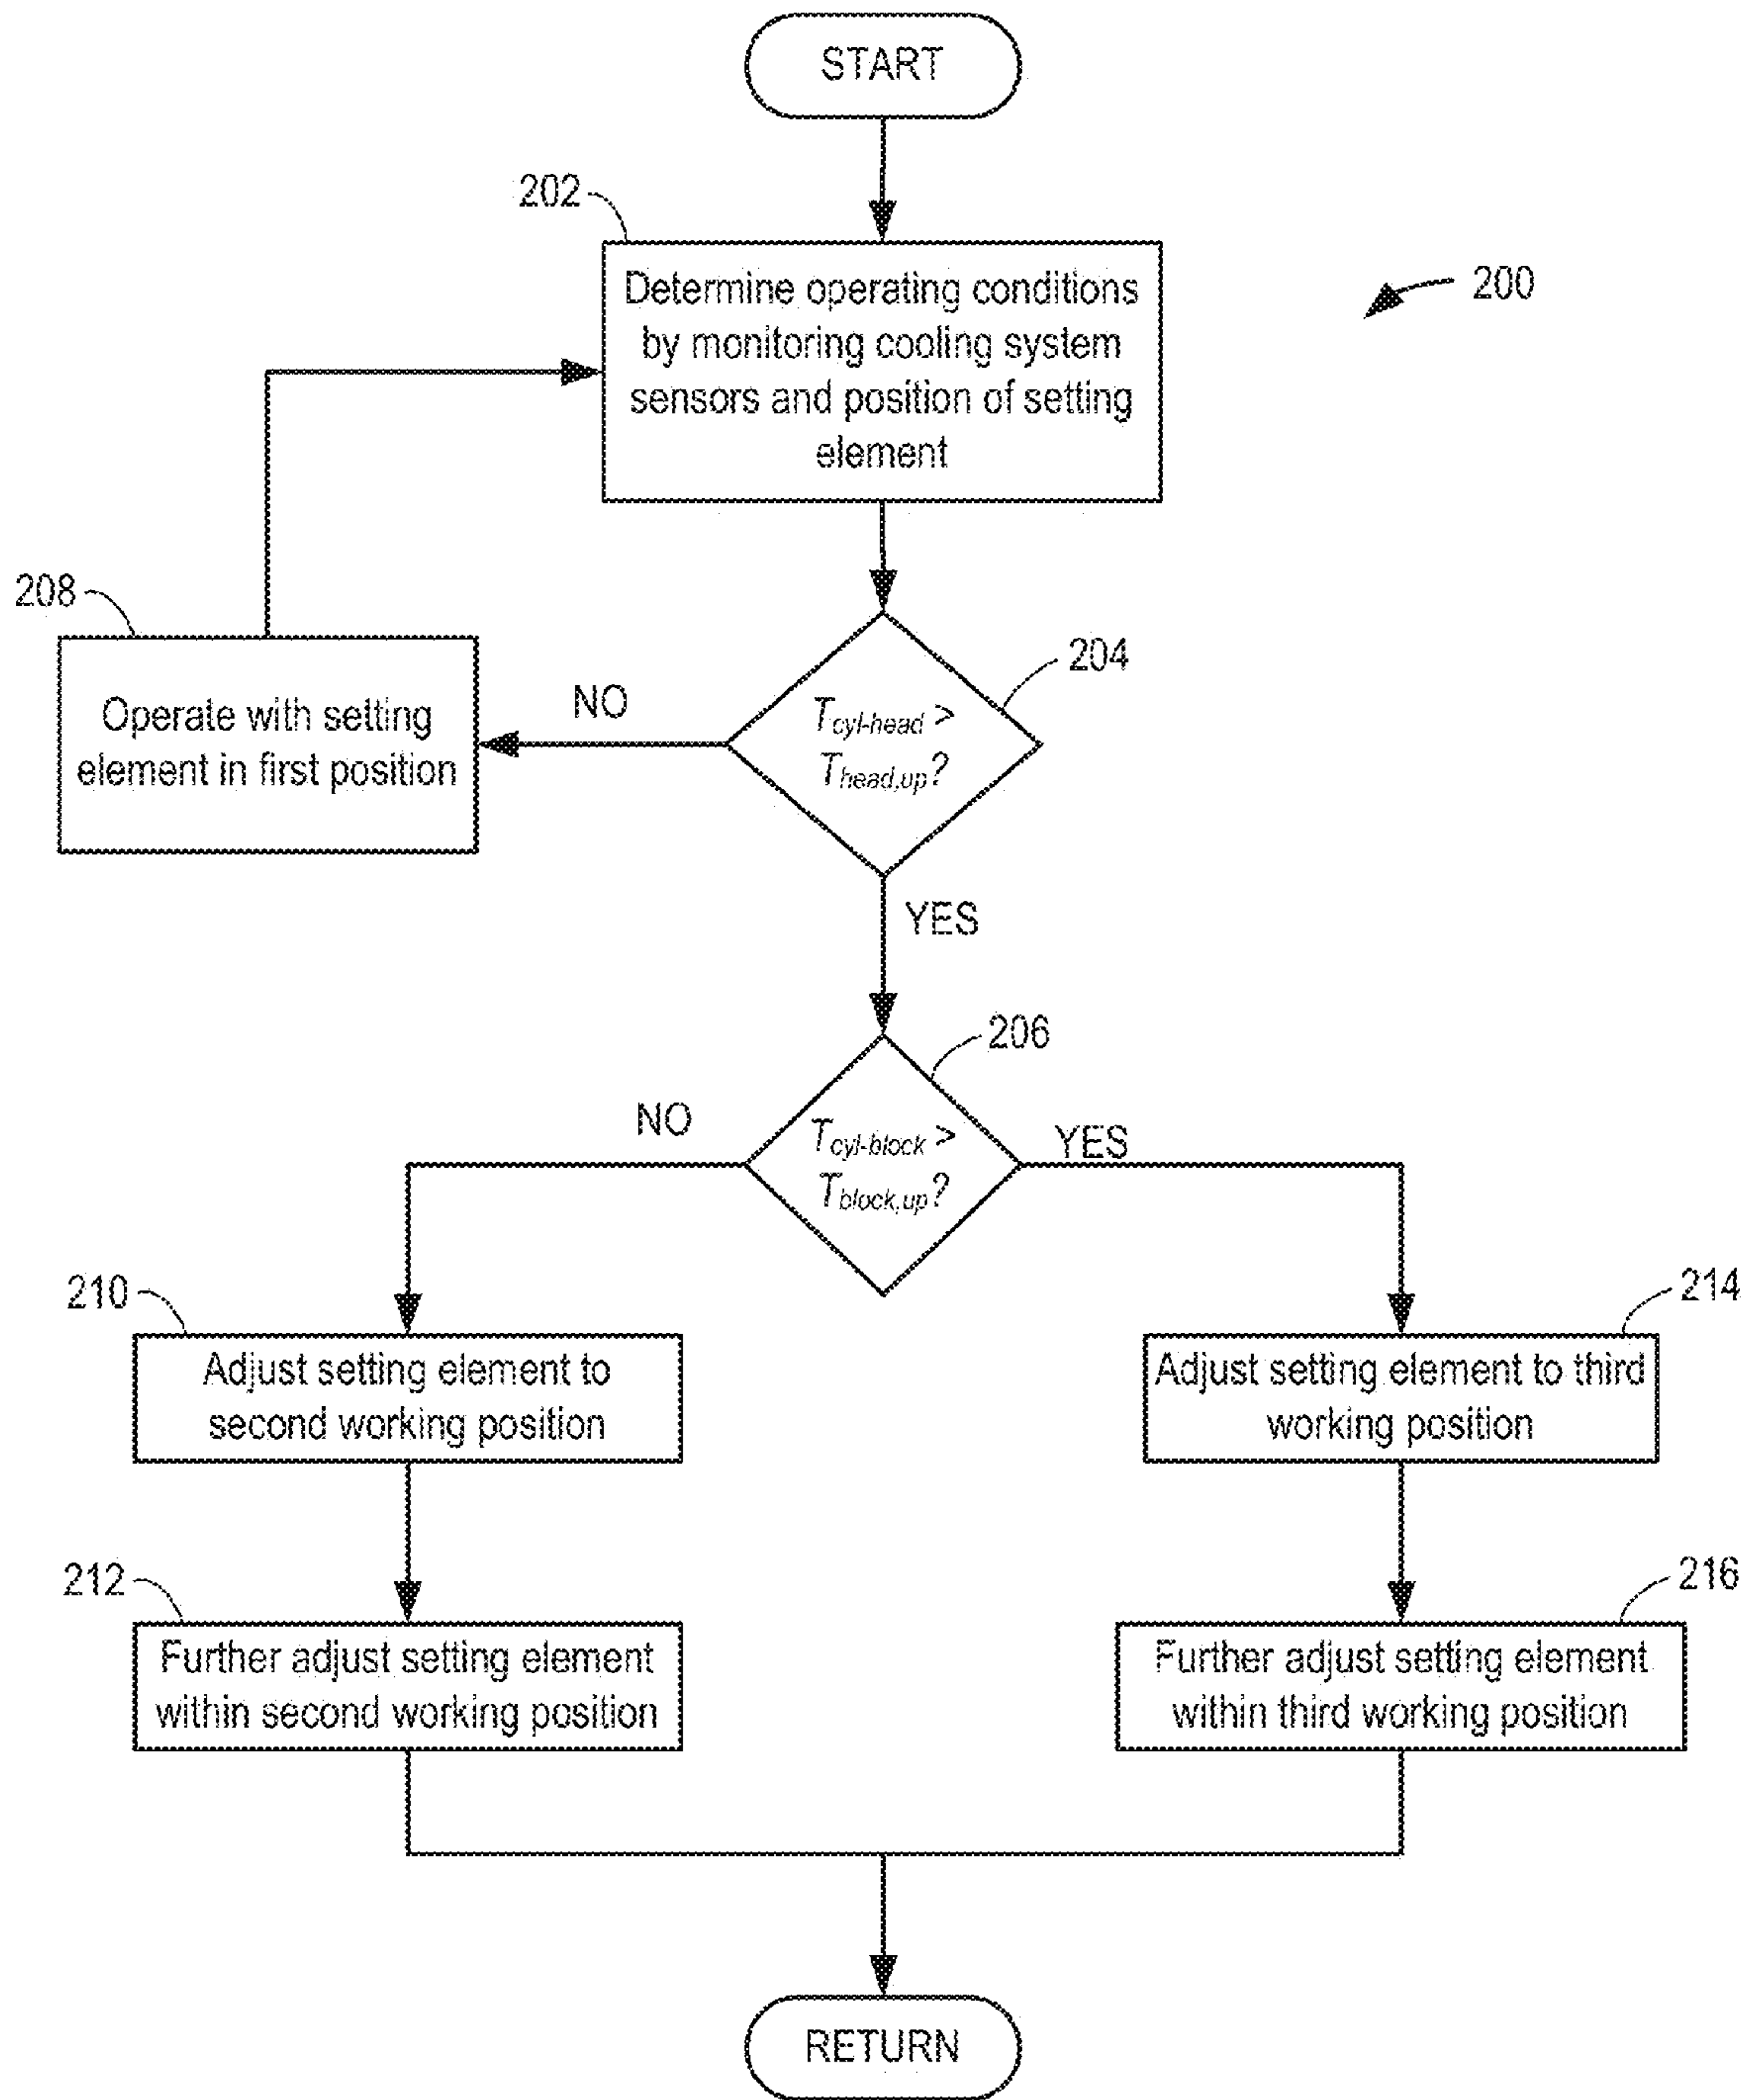 START
202
Determine operating conditions
by monitoring cooling system
sensors and position of setting
element
200
208
Operate with setting
element in first position
NO
204
Tcyl-head >
Thead,up?
YES
206
NO
Tcyl-block >
Tblock,up?
YES
210
Adjust setting element to
second working position
214
Adjust setting element to third
working position
212
Further adjust setting element
within second working position
216
Further adjust setting element
within third working position
RETURN